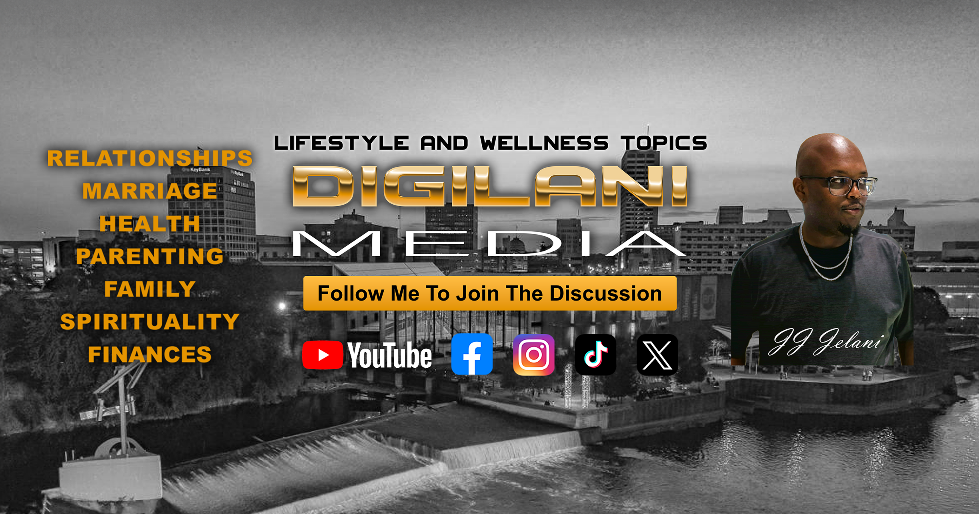 LIFESTYLE AND WELLNESS TOPICS
DIGILANI
MEDIA
Follow Me To Join The Discussion
YouTube
RELATIONSHIPS
MARRIAGE
HEALTH
PARENTING
FAMILY
SPIRITUALITY
FINANCES
KeyBank
JJ Jelani